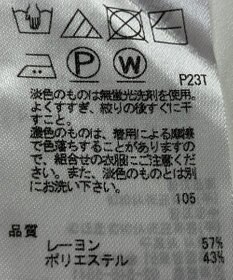 P
W
P23T
淡色のものは無蛍光洗剤を使用。
よくすすぎ、絞りの後すぐに干
すこと。
濃色のものは、着用による摩擦
で色落ちすることがありますの
で、組合せの衣服にご注意くだ
さい。また、淡色のものとは別
にお洗い下さい。
105
品質
レーヨン 57%
ポリエステル 43%